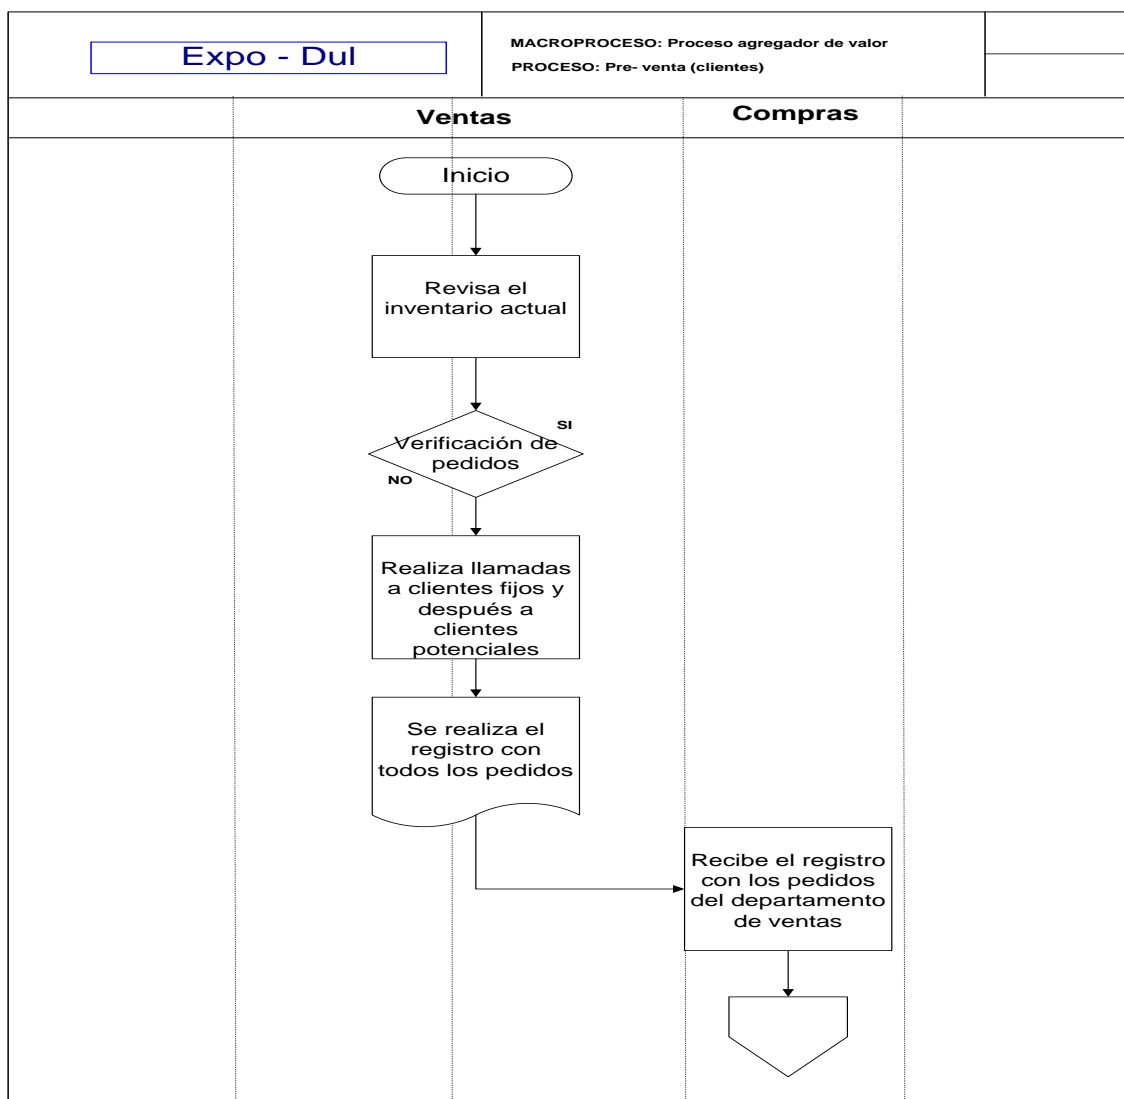 Expo - Dul
MACROPROCESO: Proceso agregador de valor
PROCESO: Pre- venta (clientes)
Ventas
Compras
Inicio
Revisa el
inventario actual
SI
Verificación de
pedidos
NO
Realiza llamadas
a clientes fijos y
después a
clientes
potenciales
Se realiza el
registro con
todos los pedidos
Recibe el registro
con los pedidos
del departamento
de ventas